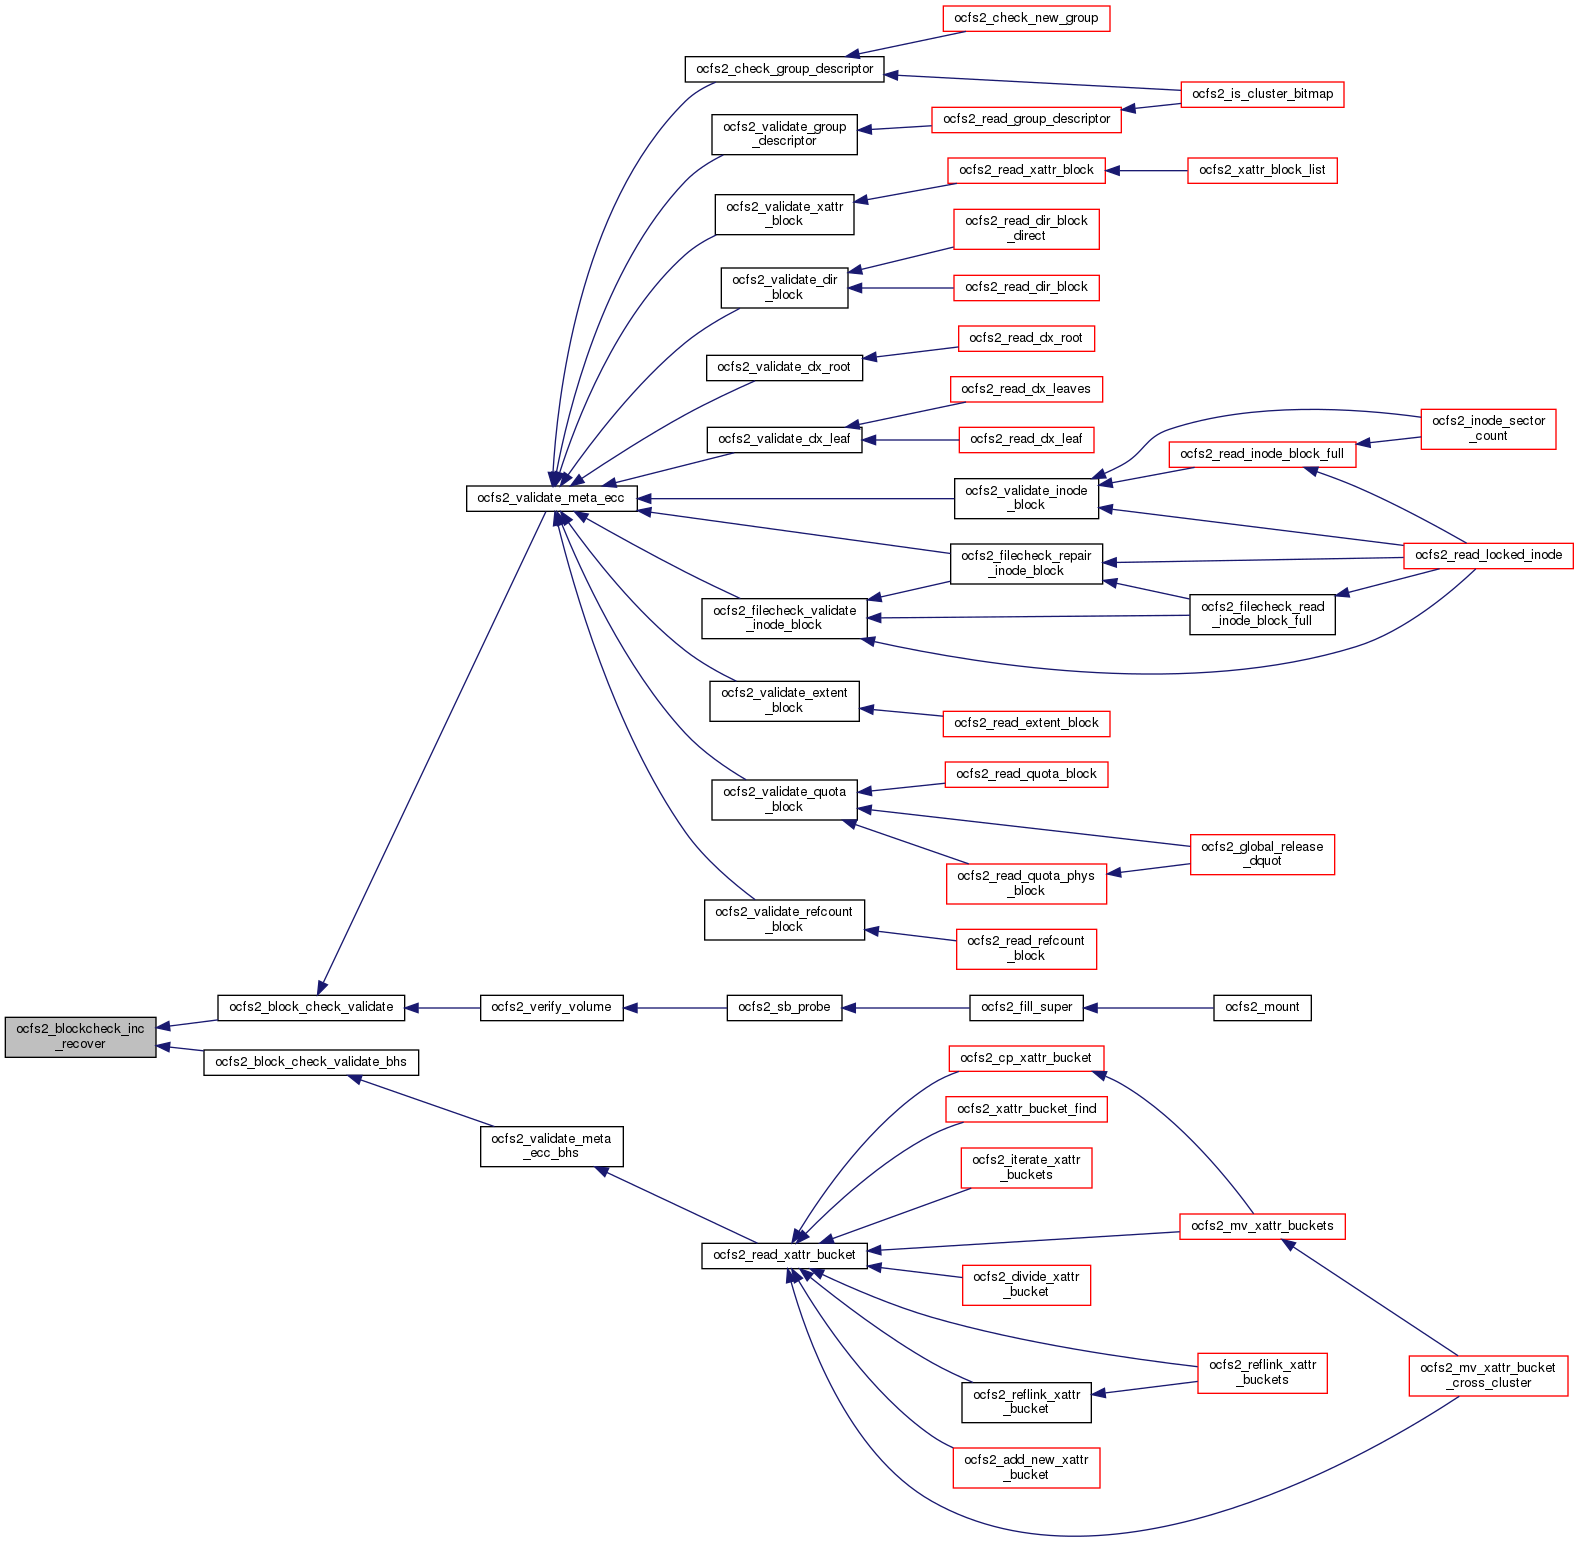 ocfs2_check_new_group
ocfs2_check_group_descriptor
ocfs2_is_cluster_bitmap
ocfs2_validate_group
_descriptor
ocfs2_read_group_descriptor
ocfs2_read_xattr_block
ocfs2_xattr_block_list
ocfs2_validate_xattr
_block
ocfs2_read_dir_block
_direct
ocfs2_validate_dir
_block
ocfs2_read_dir_block
ocfs2_read_dx_root
ocfs2_validate_dx_root
ocfs2_read_dx_leaves
ocfs2_validate_dx_leaf
ocfs2_read_dx_leaf
ocfs2_inode_sector
_count
ocfs2_read_inode_block_full
ocfs2_validate_meta_ecc
ocfs2_validate_inode
_block
ocfs2_filecheck_repair
_inode_block
ocfs2_read_locked_inode
ocfs2_filecheck_validate
_inode_block
ocfs2_filecheck_read
_inode_block_full
ocfs2_validate_extent
_block
ocfs2_read_extent_block
ocfs2_read_quota_block
ocfs2_validate_quota
_block
ocfs2_global_release
_dquot
ocfs2_read_quota_phys
_block
ocfs2_validate_refcount
_block
ocfs2_read_refcount
_block
ocfs2_blockcheck_inc
_recover
ocfs2_block_check_validate
ocfs2_verify_volume
ocfs2_sb_probe
ocfs2_fill_super
ocfs2_mount
ocfs2_block_check_validate_bhs
ocfs2_cp_xattr_bucket
ocfs2_xattr_bucket_find
ocfs2_validate_meta
_ecc_bhs
ocfs2_iterate_xattr
_buckets
ocfs2_mv_xattr_buckets
ocfs2_read_xattr_bucket
ocfs2_divide_xattr
_bucket
ocfs2_reflink_xattr
_buckets
ocfs2_mv_xattr_bucket
_cross_cluster
ocfs2_reflink_xattr
_bucket
ocfs2_add_new_xattr
_bucket